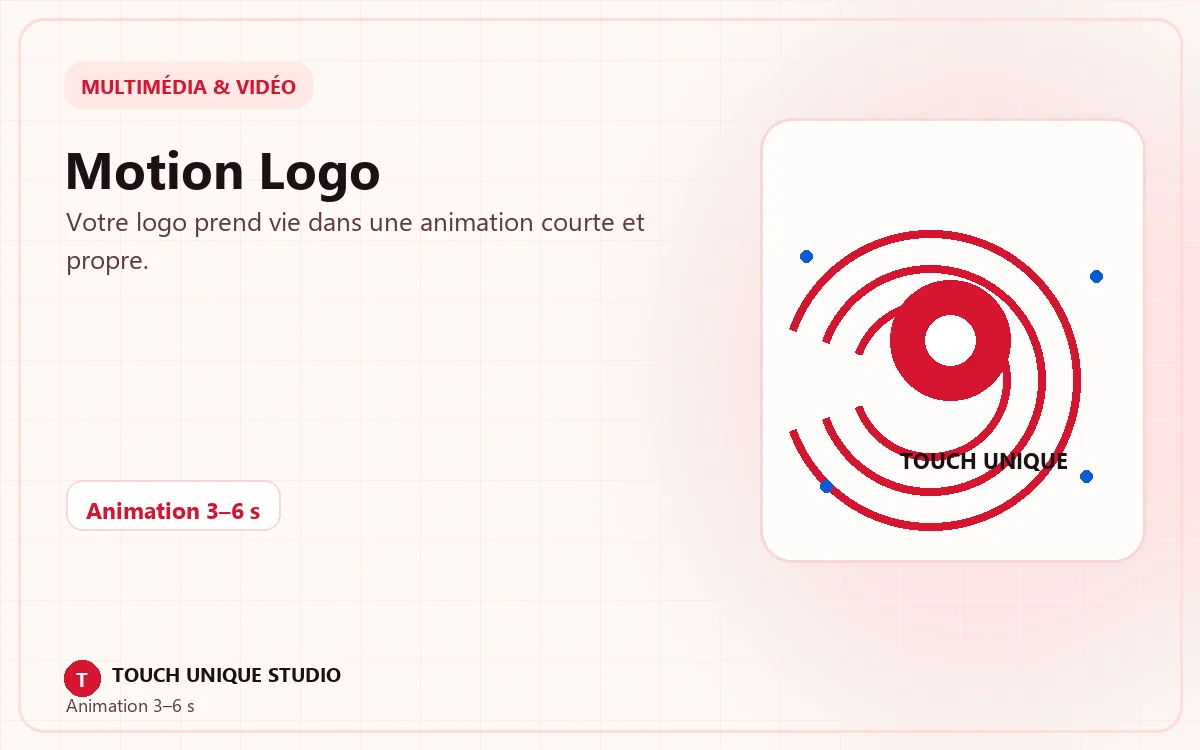 MULTIMÉDIA & VIDÉO
Motion Logo
Votre logo prend vie dans une animation courte et
propre.
TOUCH UNIQUE
Animation 3–6 s
T
TOUCH UNIQUE STUDIO
Animation 3–6 s